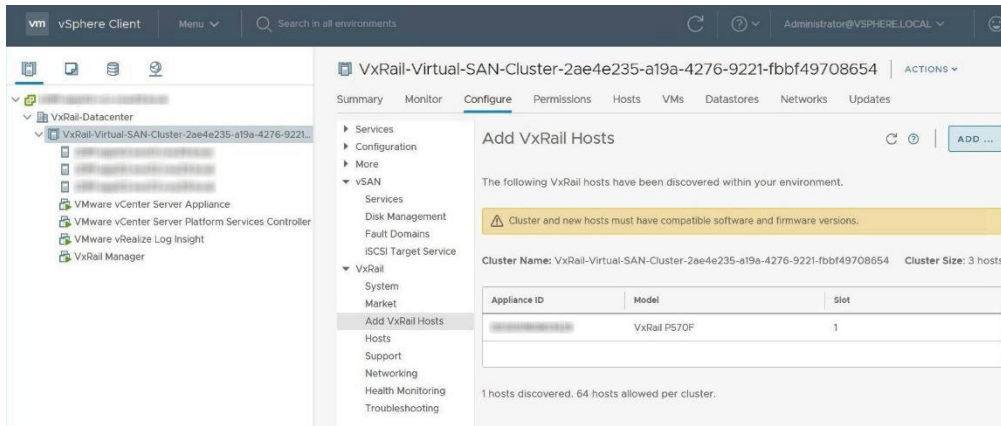 vm vSphere Client Menu Search in all environments Administrator@VSPHERE.LOCAL
VxRail-Datacenter
VxRail-Virtual-SAN-Cluster-2ae4e235-a19a-4276-9221...
VMware vCenter Server Appliance
VMware vCenter Server Platform Services Controller
VMware vRealize Log Insight
VxRail Manager
VxRail-Virtual-SAN-Cluster-2ae4e235-a19a-4276-9221-fbbf49708654 ACTIONS
Summary Monitor Configure Permissions Hosts VMs Datastores Networks Updates
Services
Configuration
More
vSAN
Services
Disk Management
Fault Domains
iSCSI Target Service
VxRail
System
Market
Add VxRail Hosts
Hosts
Support
Networking
Health Monitoring
Troubleshooting
Add VxRail Hosts ADD ...
The following VxRail hosts have been discovered within your environment.
Cluster and new hosts must have compatible software and firmware versions.
Cluster Name: VxRail-Virtual-SAN-Cluster-2ae4e235-a19a-4276-9221-fbbf49708654 Cluster Size: 3 hosts
Appliance ID Model Slot
VxRail P570F 1
1 hosts discovered. 64 hosts allowed per cluster.